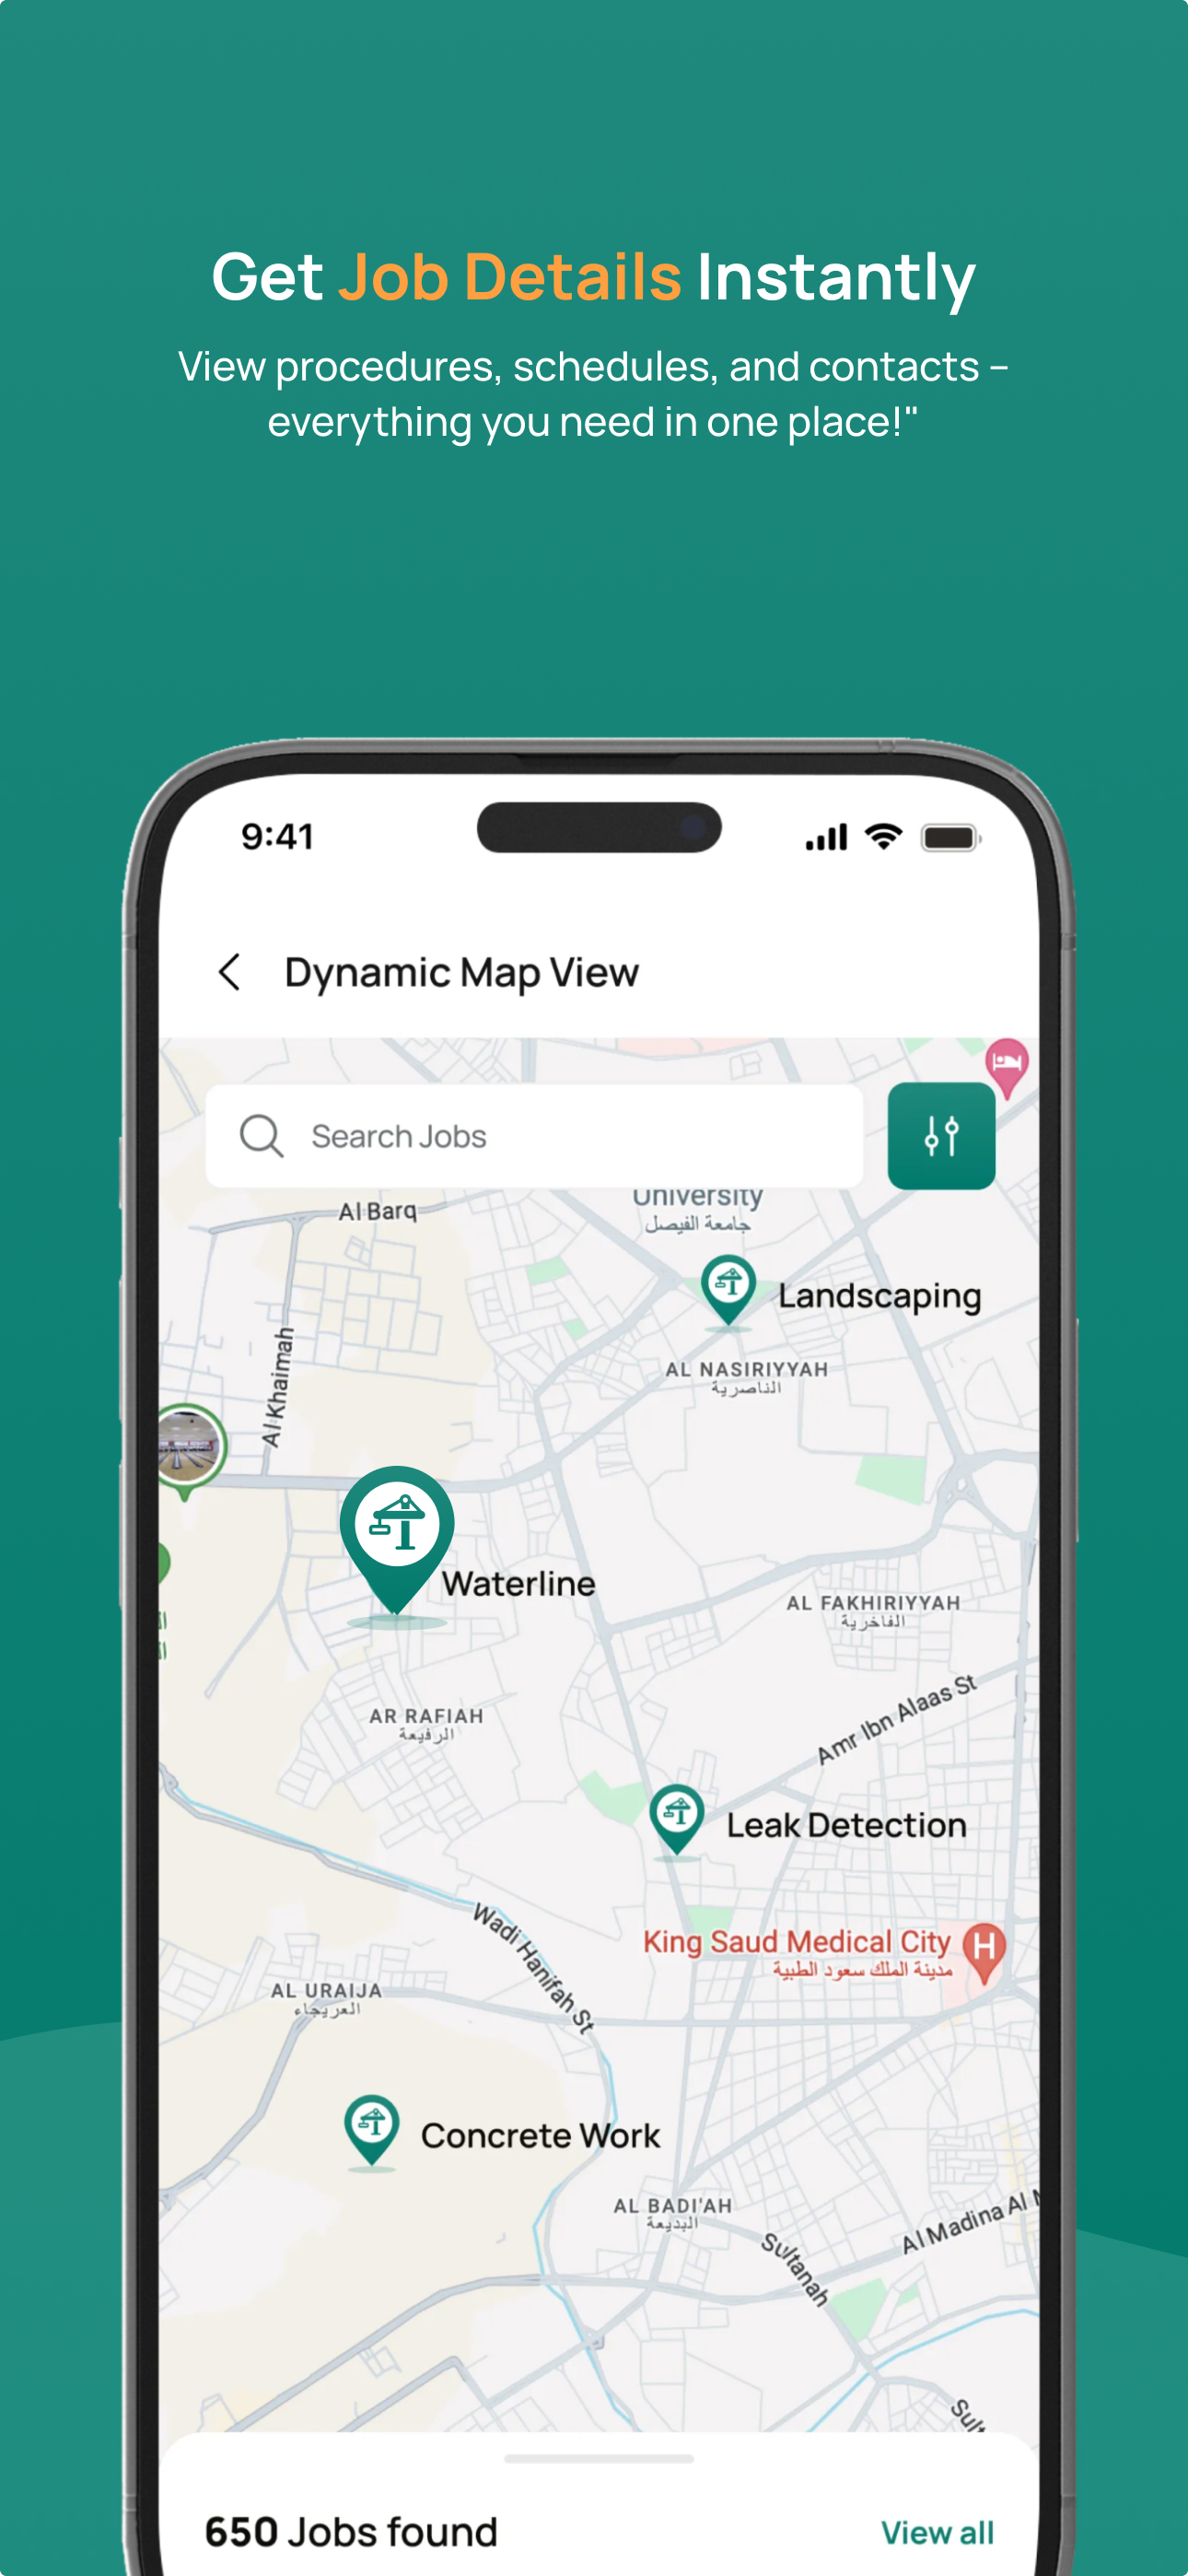 Get Job Details Instantly
View procedures, schedules, and contacts –
everything you need in one place!"
9:41
Dynamic Map View
Search Jobs
University
جامعة الفيصل
Al Barq
Landscaping
AL NASIRIYYAH
الناصرية
Al Khaimah
Waterline
AL FAKHIRIYYAH
الفاخرية
AR RAFIAH
الرفيعة
Amr Ibn Alaas St
Leak Detection
Wadi Hanifah St
King Saud Medical City
مدينة الملك سعود الطبية
H
AL URAIJA
العريجاء
Concrete Work
AL BADI'AH
البديعة
Al Madina Al
Sultanah
650 Jobs found
View all